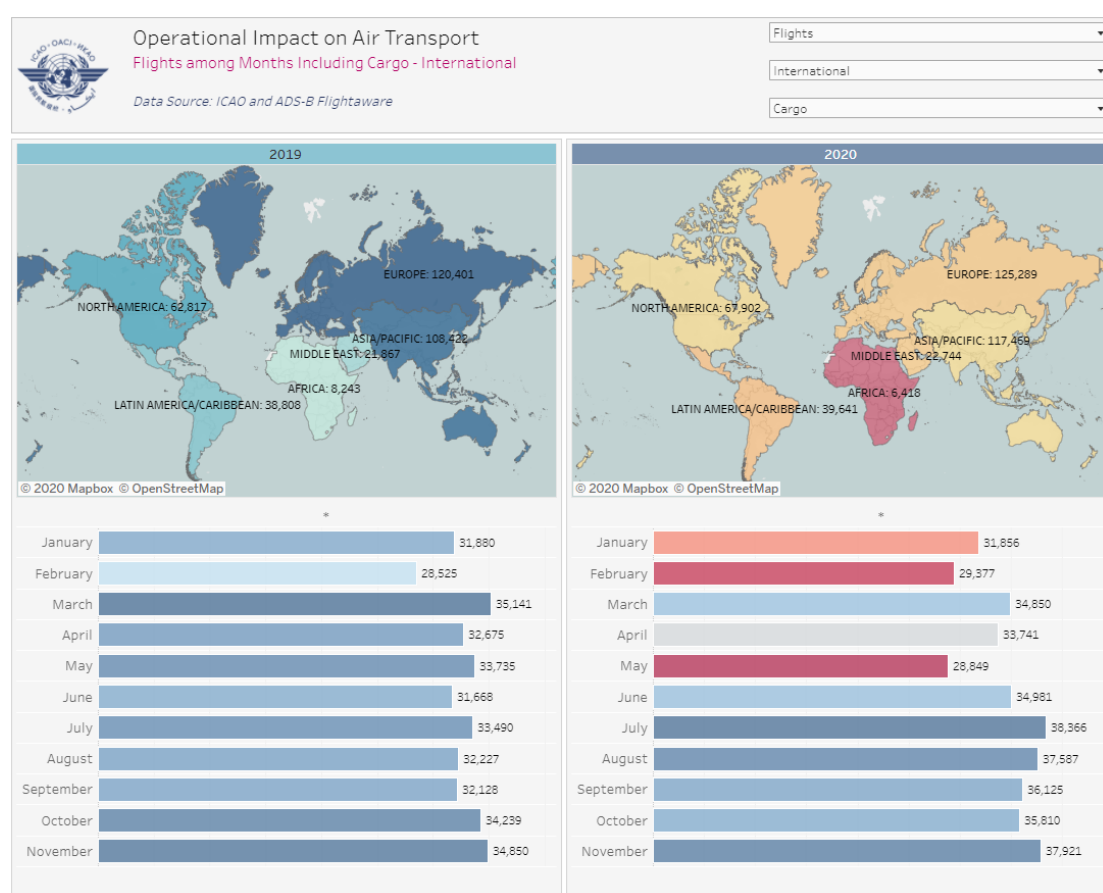 ICAO · OACI · ИКАО
Operational Impact on Air Transport
Flights among Months Including Cargo - International
Data Source: ICAO and ADS-B Flightaware
Flights
International
Cargo
2019
EUROPE: 120,401
NORTH AMERICA: 62,817
ASIA/PACIFIC: 108,422
MIDDLE EAST: 21,867
AFRICA: 8,243
LATIN AMERICA/CARIBBEAN: 38,808
© 2020 Mapbox © OpenStreetMap
*
January 31,880
February 28,525
March 35,141
April 32,675
May 33,735
June 31,668
July 33,490
August 32,227
September 32,128
October 34,239
November 34,850
2020
EUROPE: 125,289
NORTH AMERICA: 67,902
ASIA/PACIFIC: 117,469
MIDDLE EAST: 22,744
AFRICA: 6,418
LATIN AMERICA/CARIBBEAN: 39,641
© 2020 Mapbox © OpenStreetMap
*
January 31,856
February 29,377
March 34,850
April 33,741
May 28,849
June 34,981
July 38,366
August 37,587
September 36,125
October 35,810
November 37,921